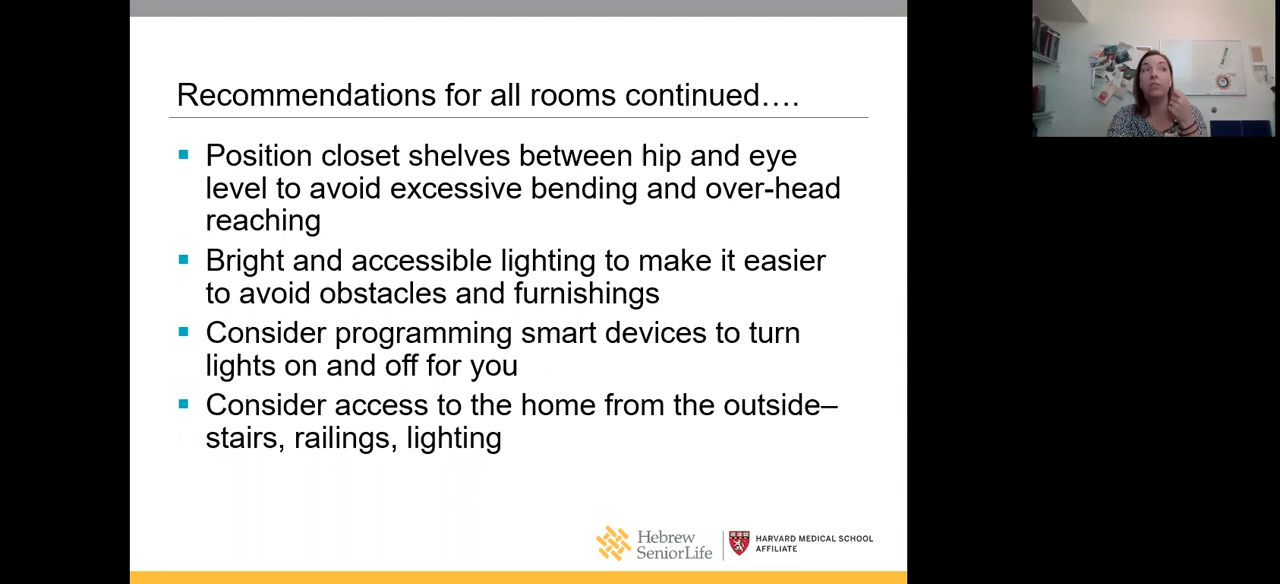 Recommendations for all rooms continued….
Position closet shelves between hip and eye
level to avoid excessive bending and over-head
reaching
Bright and accessible lighting to make it easier
to avoid obstacles and furnishings
Consider programming smart devices to turn
lights on and off for you
Consider access to the home from the outside–
stairs, railings, lighting
Hebrew
SeniorLife
HARVARD MEDICAL SCHOOL
AFFILIATE